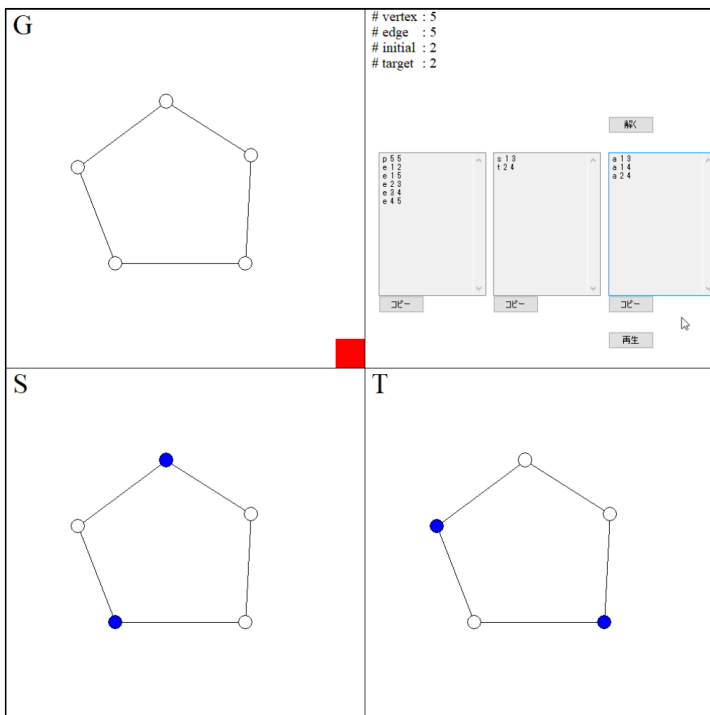 G
# vertex : 5
# edge : 5
# initial : 2
# target : 2
解く
p 5 5
e 1 2
e 1 5
e 2 3
e 3 4
e 4 5
s 1 3
t 2 4
a 1 3
a 1 4
a 2 4
コピー
コピー
コピー
再生
S
T